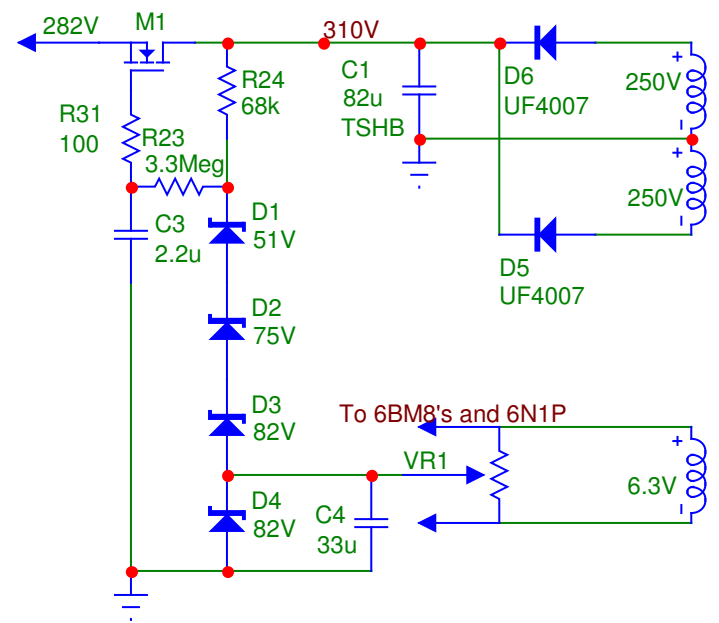 282V
M1
310V
R24
68k
C1
82u
TSHB
D6
UF4007
+
250V
-
R31
100
R23
3.3Meg
+
250V
-
C3
2.2u
D1
51V
D5
UF4007
D2
75V
D3
82V
To 6BM8's and 6N1P
VR1
+
6.3V
-
D4
82V
C4
33u